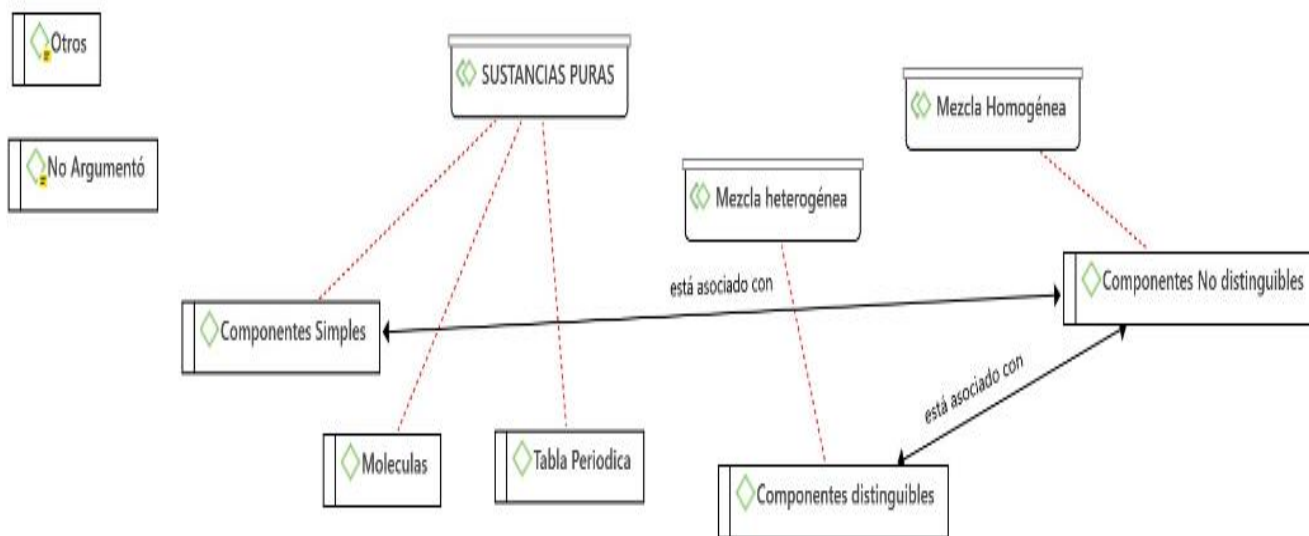 Otros
SUSTANCIAS PURAS
Mezcla Homogénea
No Argumentó
Mezcla heterogénea
está asociado con
Componentes No distinguibles
Componentes Simples
está asociado con
Moleculas
Tabla Periodica
Componentes distinguibles